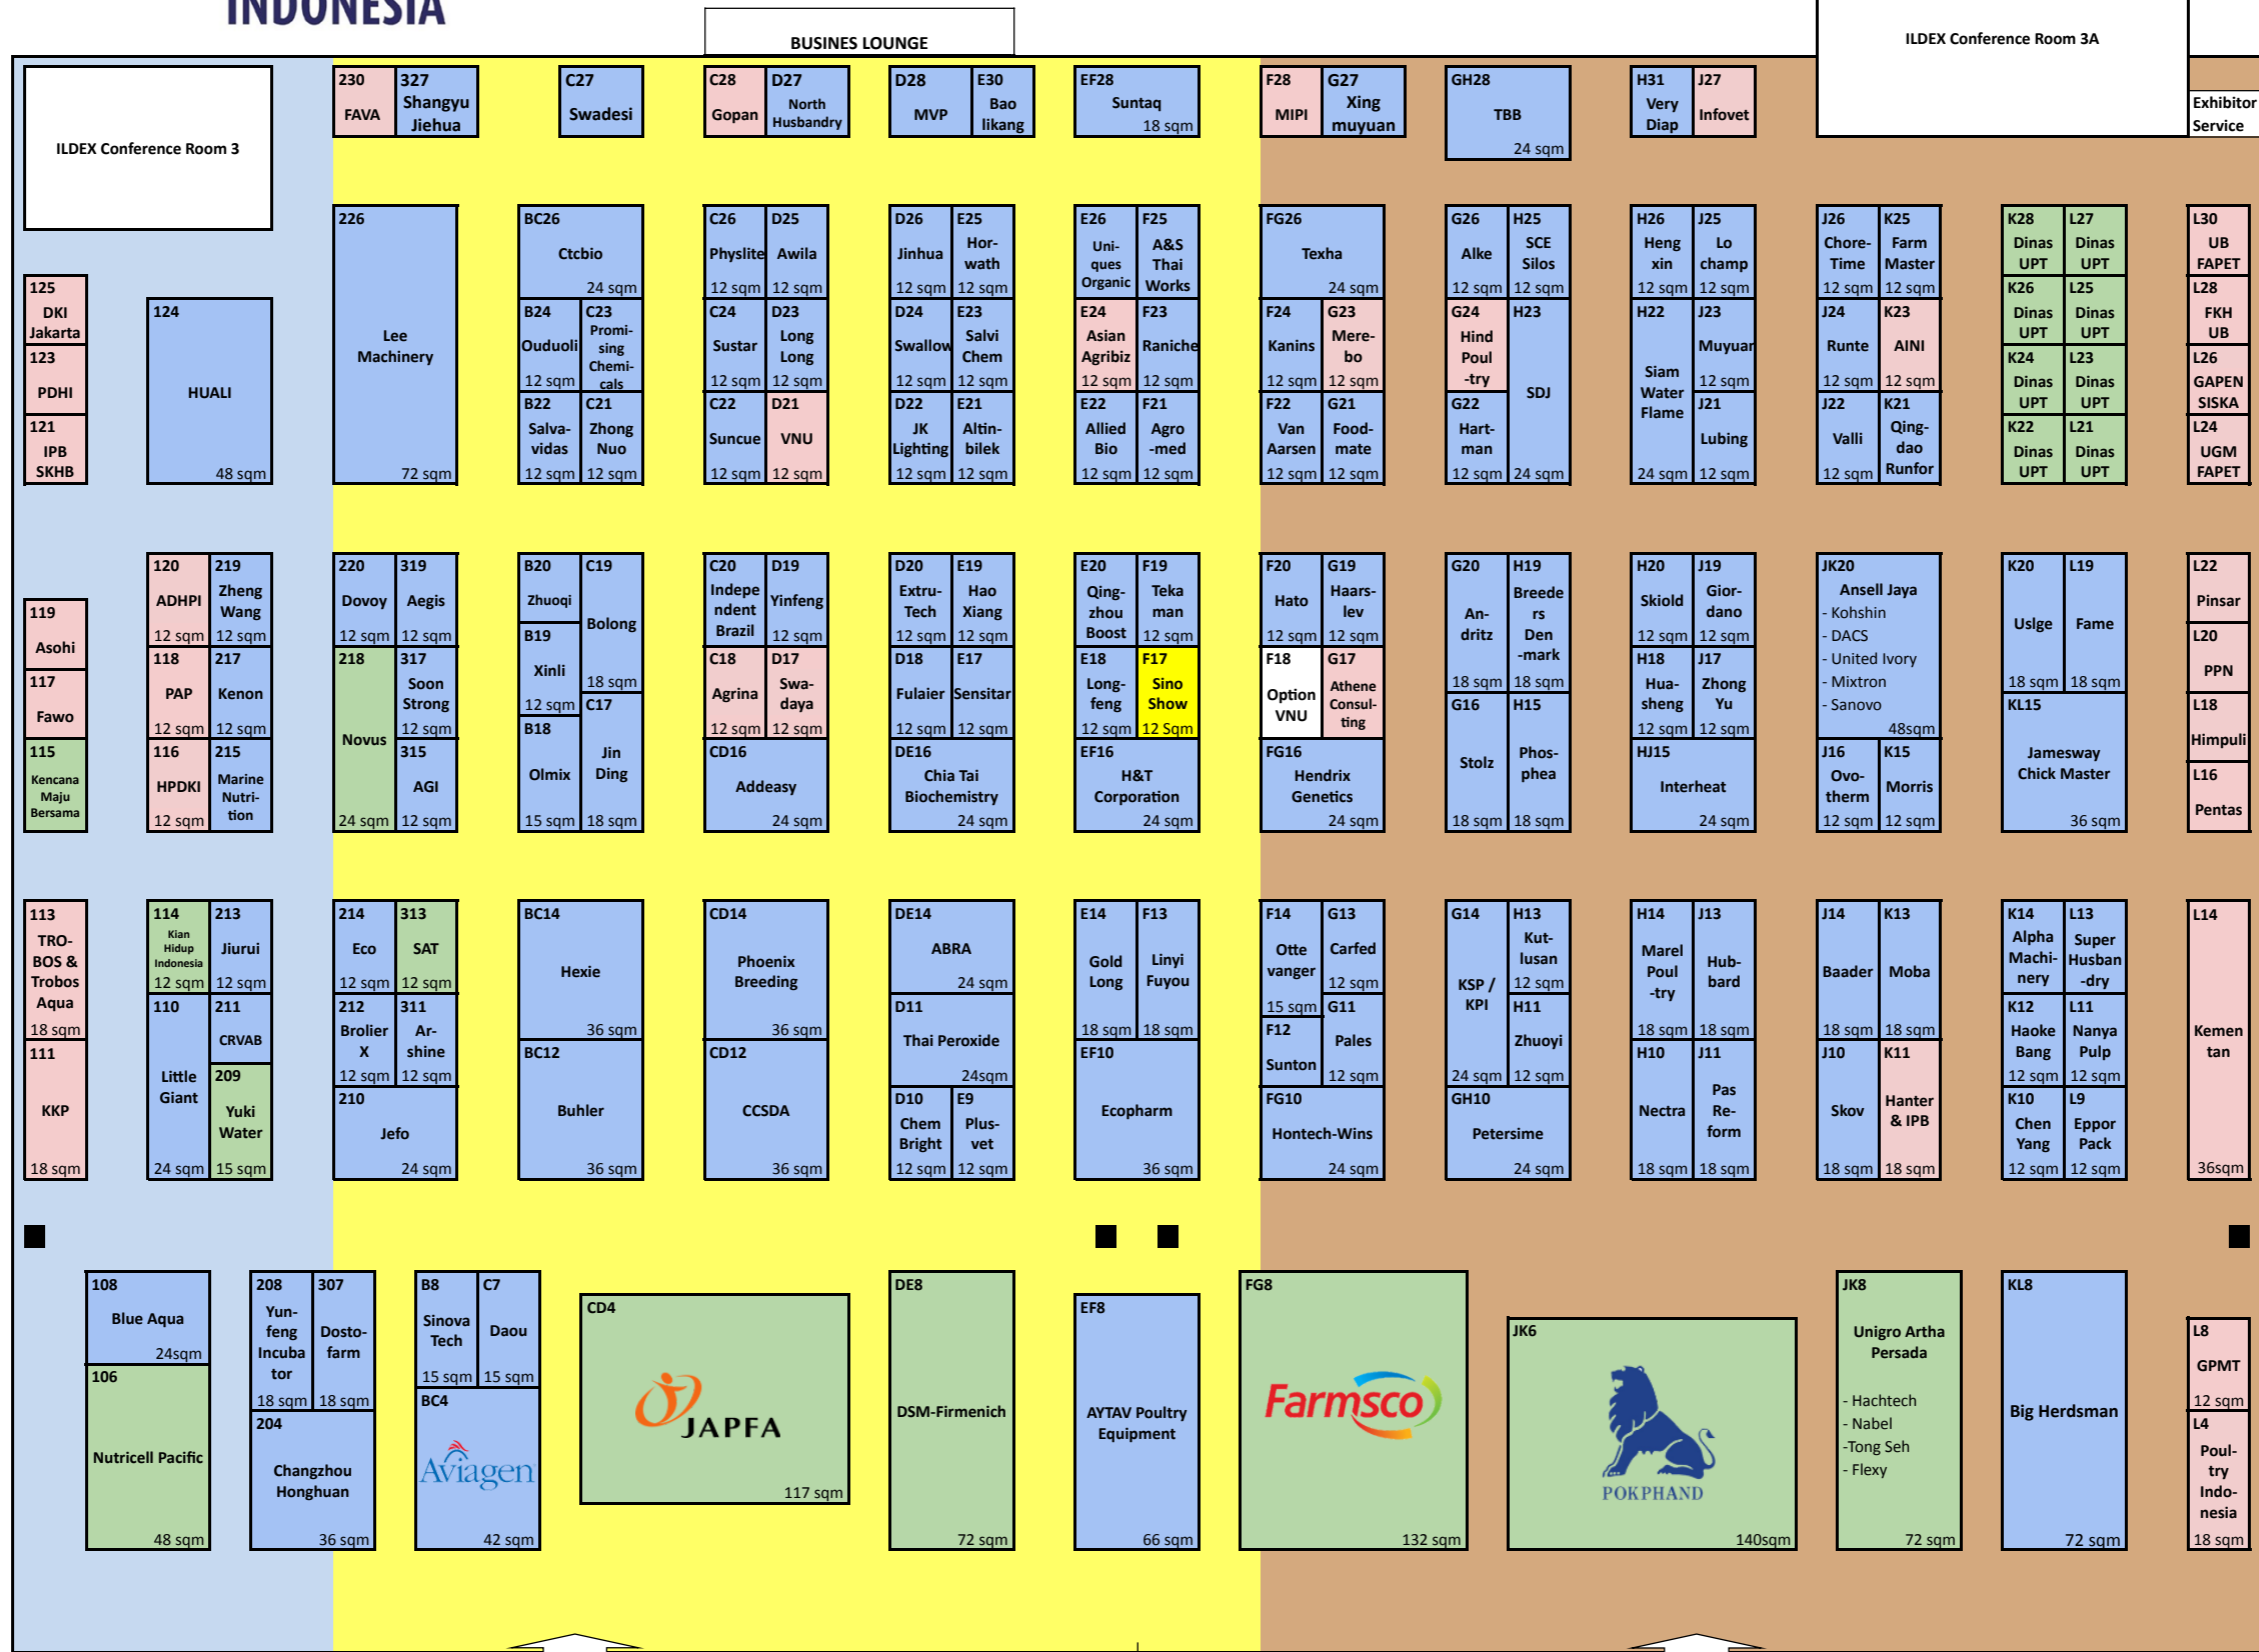 INDONESIA
BUSINES LOUNGE
ILDEX Conference Room 3A
Exhibitor
Service
ILDEX Conference Room 3
230
FAVA
327
Shangyu
Jiehua
C27
Swadesi
C28
Gopan
D27
North
Husbandry
D28
MVP
E30
Bao
likang
EF28
Suntaq
18 sqm
F28
MIPI
G27
Xing
muyuan
GH28
TBB
24 sqm
H31
Very
Diap
J27
Infovet
125
DKI
Jakarta
123
PDHI
121
IPB
SKHB
124
HUALI
48 sqm
226
Lee
Machinery
72 sqm
BC26
Ctcbio
24 sqm
B24
Ouduoli
12 sqm
C23
Promi-
sing
Chemi-
cals
B22
Salva-
vidas
12 sqm
C21
Zhong
Nuo
12 sqm
C26
Physlite
12 sqm
D25
Awila
12 sqm
C24
Sustar
12 sqm
D23
Long
Long
12 sqm
C22
Suncue
12 sqm
D21
VNU
12 sqm
D26
Jinhua
12 sqm
E25
Hor-
wath
12 sqm
D24
Swallow
12 sqm
E23
Salvi
Chem
12 sqm
D22
JK
Lighting
12 sqm
E21
Altin-
bilek
12 sqm
E26
Uni-
ques
Organic
F25
A&S
Thai
Works
E24
Asian
Agribiz
12 sqm
F23
Raniche
12 sqm
E22
Allied
Bio
12 sqm
F21
Agro
-med
12 sqm
FG26
Texha
24 sqm
F24
Kanins
12 sqm
G23
Mere-
bo
12 sqm
F22
Van
Aarsen
12 sqm
G21
Food-
mate
12 sqm
G26
Alke
12 sqm
H25
SCE
Silos
12 sqm
G24
Hind
Poul
-try
H23
SDJ
24 sqm
G22
Hart-
man
12 sqm
H26
Heng
xin
12 sqm
J25
Lo
champ
12 sqm
H22
Siam
Water
Flame
24 sqm
J23
Muyuar
12 sqm
J21
Lubing
12 sqm
J26
Chore-
Time
12 sqm
K25
Farm
Master
12 sqm
J24
Runte
12 sqm
K23
AINI
12 sqm
J22
Valli
12 sqm
K21
Qing-
dao
Runfor
K28
Dinas
UPT
L27
Dinas
UPT
K26
Dinas
UPT
L25
Dinas
UPT
K24
Dinas
UPT
L23
Dinas
UPT
K22
Dinas
UPT
L21
Dinas
UPT
L30
UB
FAPET
L28
FKH
UB
L26
GAPEN
SISKA
L24
UGM
FAPET
119
Asohi
117
Fawo
115
Kencana
Maju
Bersama
120
ADHPI
12 sqm
219
Zheng
Wang
12 sqm
118
PAP
12 sqm
217
Kenon
12 sqm
116
HPDKI
12 sqm
215
Marine
Nutri-
tion
220
Dovoy
12 sqm
319
Aegis
12 sqm
218
Novus
24 sqm
317
Soon
Strong
12 sqm
315
AGI
12 sqm
B20
Zhuoqi
C19
Bolong
18 sqm
B19
Xinli
12 sqm
B18
Olmix
15 sqm
C17
Jin
Ding
18 sqm
C20
Indepe
ndent
Brazil
D19
Yinfeng
12 sqm
C18
Agrina
12 sqm
D17
Swa-
daya
12 sqm
CD16
Addeasy
24 sqm
D20
Extru-
Tech
12 sqm
E19
Hao
Xiang
12 sqm
D18
Fulaier
12 sqm
E17
Sensitar
12 sqm
DE16
Chia Tai
Biochemistry
24 sqm
E20
Qing-
zhou
Boost
F19
Teka
man
12 sqm
E18
Long-
feng
12 sqm
F17
Sino
Show
12 Sqm
EF16
H&T
Corporation
24 sqm
F20
Hato
12 sqm
G19
Haars-
lev
12 sqm
F18
Option
VNU
G17
Athene
Consul-
ting
FG16
Hendrix
Genetics
24 sqm
G20
An-
dritz
18 sqm
H19
Breede
rs
Den
-mark
18 sqm
G16
Stolz
18 sqm
H15
Phos-
phea
18 sqm
H20
Skiold
12 sqm
J19
Gior-
dano
12 sqm
H18
Hua-
sheng
12 sqm
J17
Zhong
Yu
12 sqm
HJ15
Interheat
24 sqm
JK20
Ansell Jaya
- Kohshin
- DACS
- United Ivory
- Mixtron
- Sanovo
48sqm
J16
Ovo-
therm
12 sqm
K15
Morris
12 sqm
K20
Uslge
18 sqm
L19
Fame
18 sqm
KL15
Jamesway
Chick Master
36 sqm
L22
Pinsar
L20
PPN
L18
Himpuli
L16
Pentas
113
TRO-
BOS &
Trobos
Aqua
18 sqm
111
KKP
18 sqm
114
Kian
Hidup
Indonesia
12 sqm
213
Jiurui
12 sqm
110
Little
Giant
24 sqm
211
CRVAB
209
Yuki
Water
15 sqm
214
Eco
12 sqm
313
SAT
12 sqm
212
Brolier
X
12 sqm
311
Ar-
shine
12 sqm
210
Jefo
24 sqm
BC14
Hexie
36 sqm
BC12
Buhler
36 sqm
CD14
Phoenix
Breeding
36 sqm
CD12
CCSDA
36 sqm
DE14
ABRA
24 sqm
D11
Thai Peroxide
24sqm
D10
Chem
Bright
12 sqm
E9
Plus-
vet
12 sqm
E14
Gold
Long
18 sqm
F13
Linyi
Fuyou
18 sqm
EF10
Ecopharm
36 sqm
F14
Otte
vanger
15 sqm
G13
Carfed
12 sqm
F12
Sunton
G11
Pales
12 sqm
FG10
Hontech-Wins
24 sqm
G14
KSP /
KPI
24 sqm
H13
Kut-
lusan
12 sqm
H11
Zhuoyi
12 sqm
GH10
Petersime
24 sqm
H14
Marel
Poul
-try
18 sqm
J13
Hub-
bard
18 sqm
H10
Nectra
18 sqm
J11
Pas
Re-
form
18 sqm
J14
Baader
18 sqm
K13
Moba
18 sqm
J10
Skov
18 sqm
K11
Hanter
& IPB
18 sqm
K14
Alpha
Machi-
nery
L13
Super
Husban
-dry
K12
Haoke
Bang
12 sqm
L11
Nanya
Pulp
12 sqm
K10
Chen
Yang
12 sqm
L9
Eppor
Pack
12 sqm
L14
Kemen
tan
36sqm
108
Blue Aqua
24sqm
106
Nutricell Pacific
48 sqm
208
Yun-
feng
Incuba
tor
18 sqm
307
Dosto-
farm
18 sqm
204
Changzhou
Honghuan
36 sqm
B8
Sinova
Tech
15 sqm
C7
Daou
15 sqm
BC4
Aviagen
42 sqm
CD4
JAPFA
117 sqm
DE8
DSM-Firmenich
72 sqm
EF8
AYTAV Poultry
Equipment
66 sqm
FG8
Farmsco
132 sqm
JK6
POKPHAND
140sqm
JK8
Unigro Artha
Persada
- Hachtech
- Nabel
-Tong Seh
- Flexy
72 sqm
KL8
Big Herdsman
72 sqm
L8
GPMT
12 sqm
L4
Poul-
try
Indo-
nesia
18 sqm